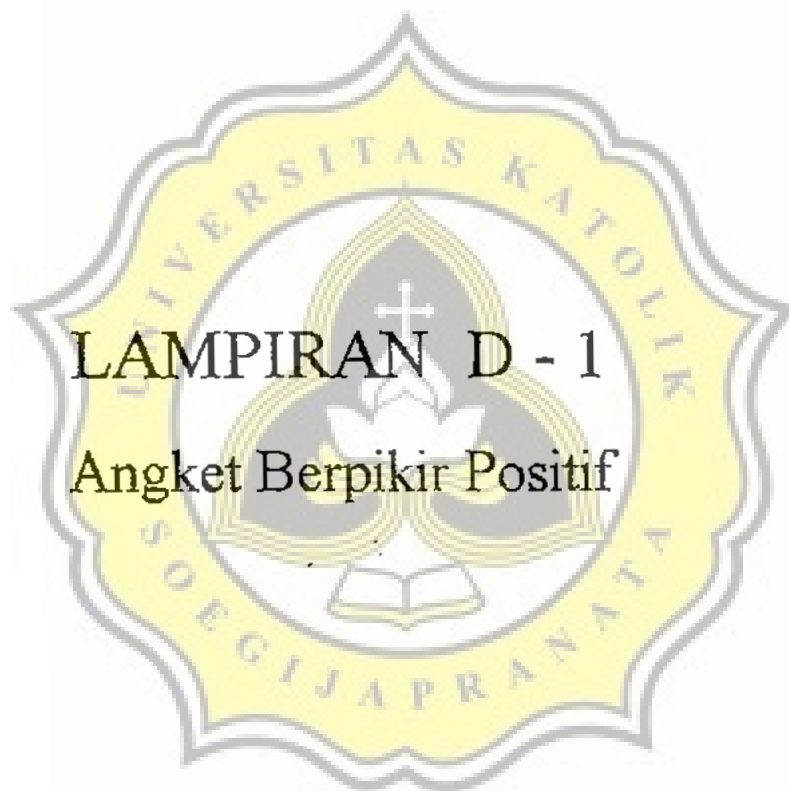 UNIVERSITAS KATOLIK
LAMPIRAN D - 1
Angket Berpikir Positif
SOEGIJAPRANATA